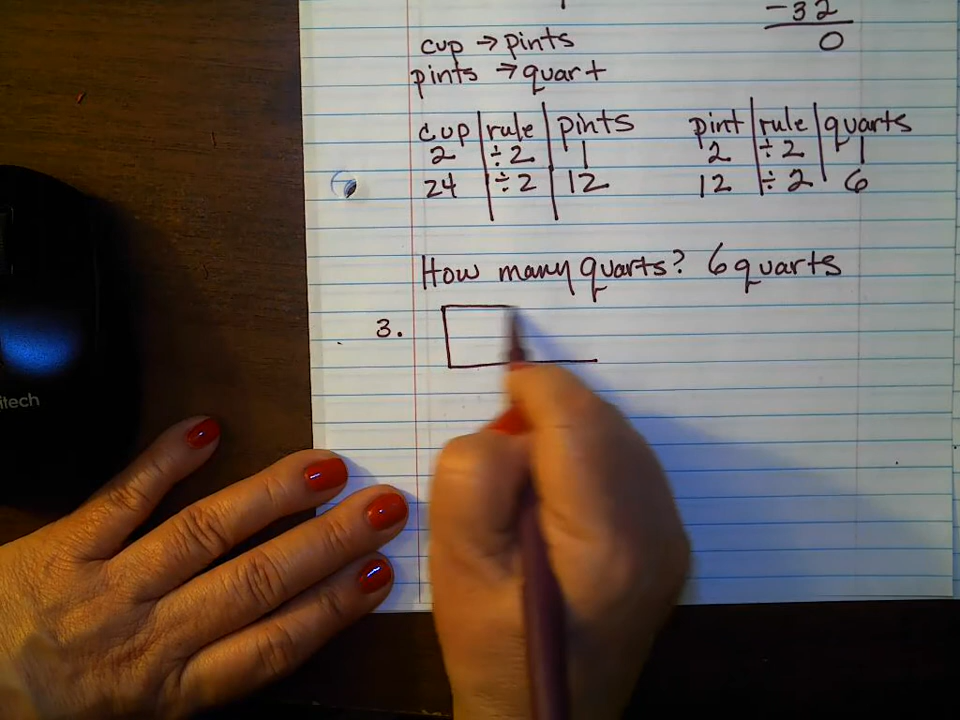 -32
0
cup → pints
pints → quart
cup rule pints
2 ÷2 1
24 ÷2 12
pint rule quarts
2 ÷2 1
12 ÷2 6
How many quarts? 6 quarts
3.
itech